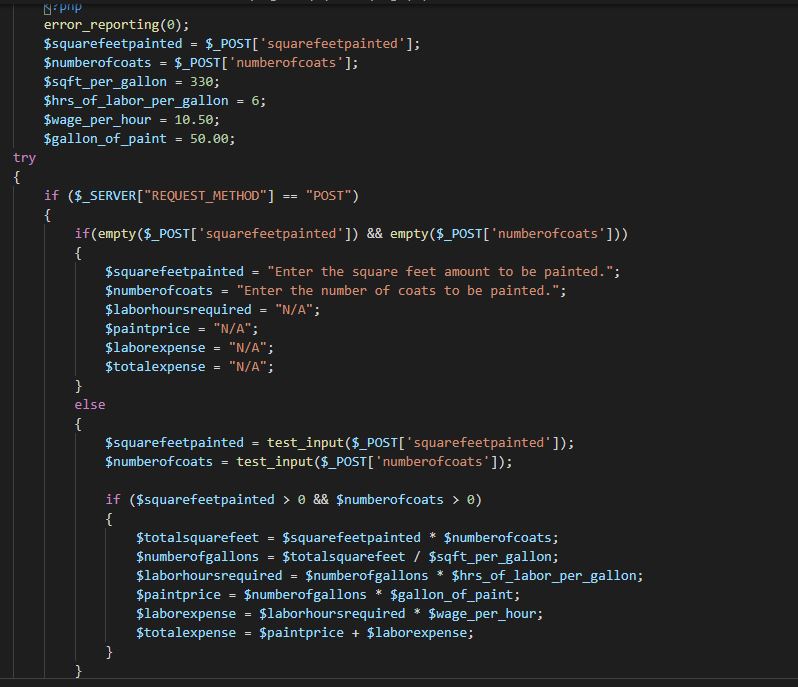 <?php
error_reporting(0);
$squarefeetpainted = $_POST['squarefeetpainted'];
$numberofcoats = $_POST['numberofcoats'];
$sqft_per_gallon = 330;
$hrs_of_labor_per_gallon = 6;
$wage_per_hour = 10.50;
$gallon_of_paint = 50.00;
try
{
if ($_SERVER["REQUEST_METHOD"] == "POST")
{
if(empty($_POST['squarefeetpainted']) && empty($_POST['numberofcoats']))
{
$squarefeetpainted = "Enter the square feet amount to be painted.";
$numberofcoats = "Enter the number of coats to be painted.";
$laborhoursrequired = "N/A";
$paintprice = "N/A";
$laborexpense = "N/A";
$totalexpense = "N/A";
}
else
{
$squarefeetpainted = test_input($_POST['squarefeetpainted']);
$numberofcoats = test_input($_POST['numberofcoats']);
if ($squarefeetpainted > 0 && $numberofcoats > 0)
{
$totalsquarefeet = $squarefeetpainted * $numberofcoats;
$numberofgallons = $totalsquarefeet / $sqft_per_gallon;
$laborhoursrequired = $numberofgallons * $hrs_of_labor_per_gallon;
$paintprice = $numberofgallons * $gallon_of_paint;
$laborexpense = $laborhoursrequired * $wage_per_hour;
$totalexpense = $paintprice + $laborexpense;
}
}